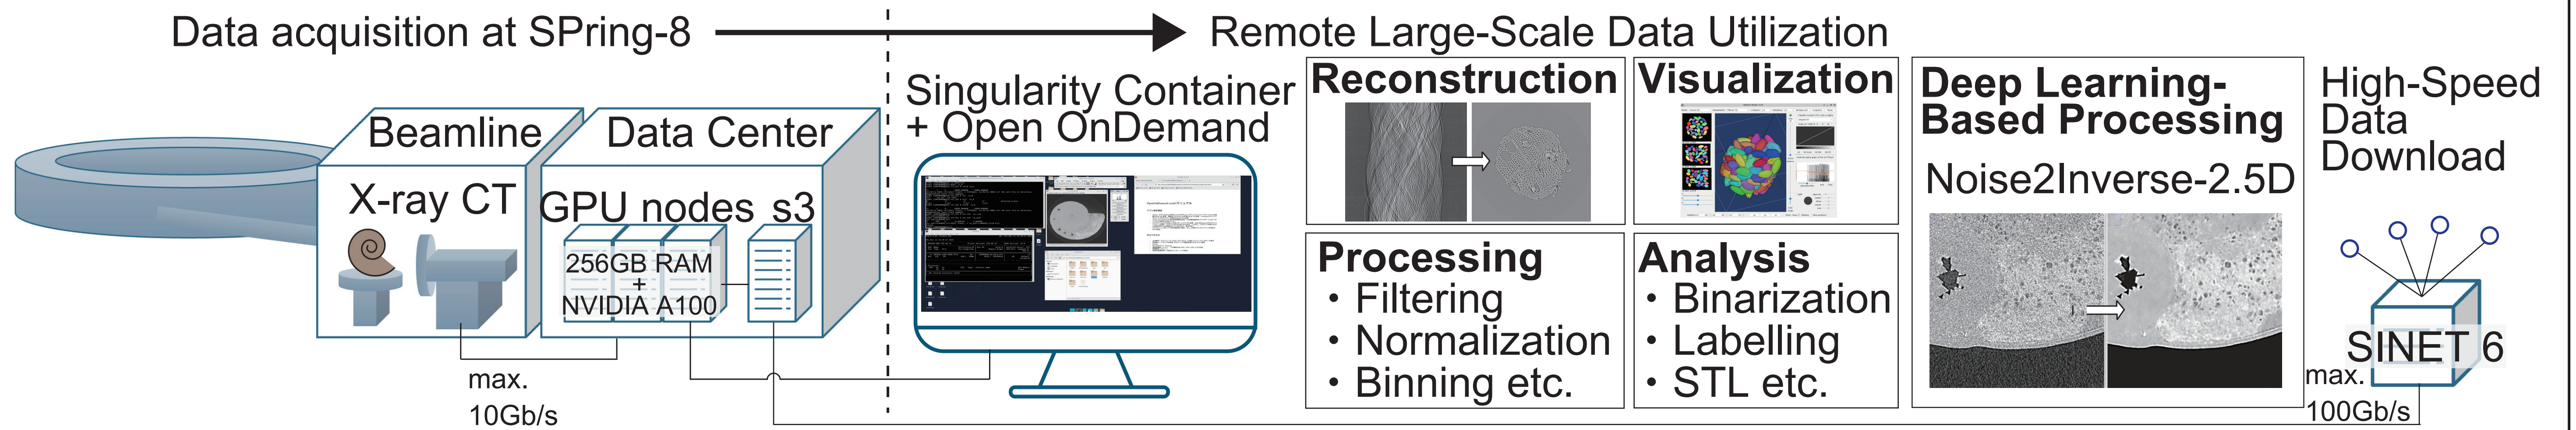 Data acquisition at SPring-8
Remote Large-Scale Data Utilization
Beamline
X-ray CT
Data Center
GPU nodes s3
256GB RAM
+
NVIDIA A100
max.
10Gb/s
Singularity Container
+ Open OnDemand
Reconstruction
Visualization
Processing
・Filtering
・Normalization
・Binning etc.
Analysis
・Binarization
・Labelling
・STL etc.
Deep Learning-
Based Processing
Noise2Inverse-2.5D
High-Speed
Data
Download
SINET 6
max.
100Gb/s